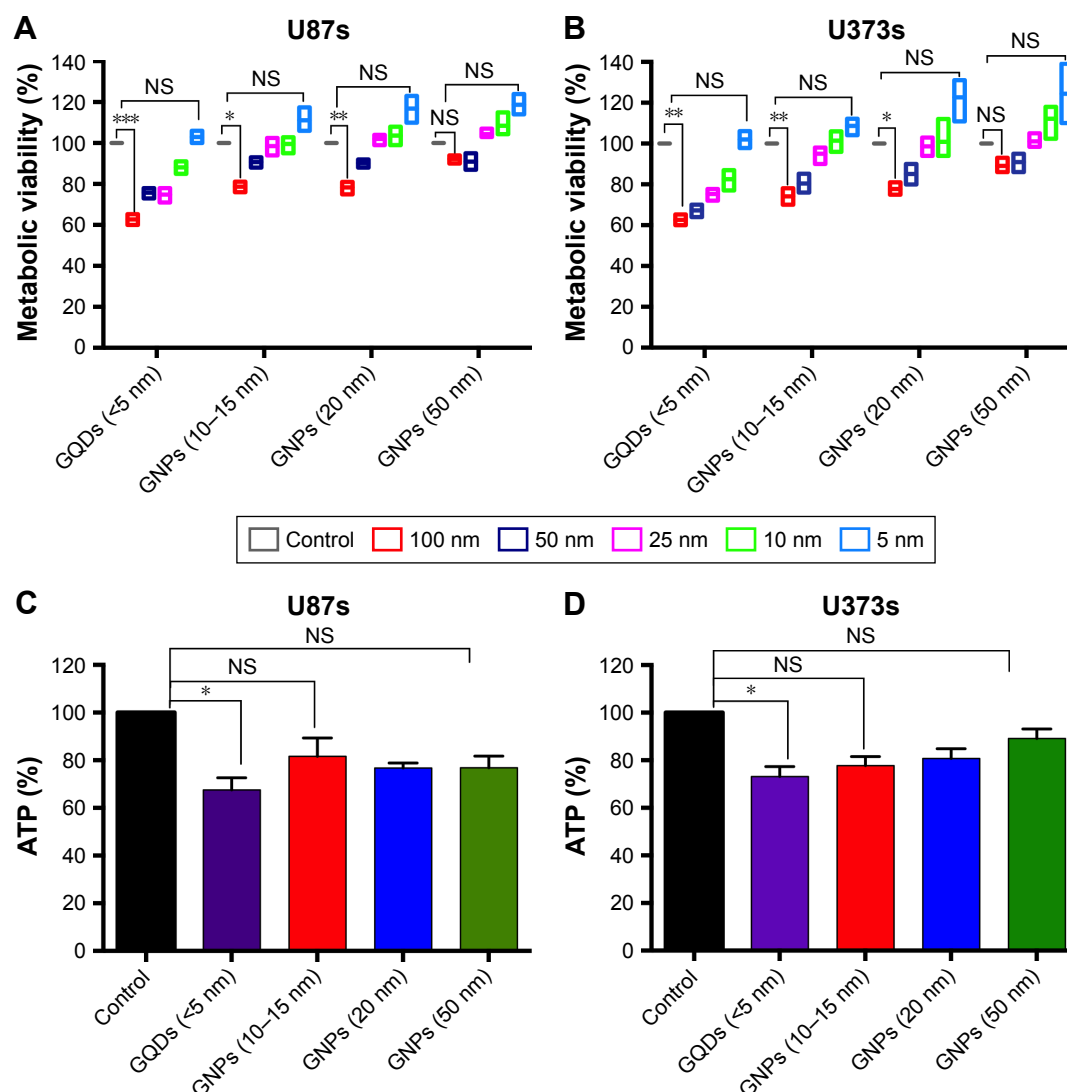 A
U87s
Metabolic viability (%)
140
120
100
80
60
40
20
0
NS
NS
NS
NS
***
*
**
NS
GQDs (<5 nm)
GNPs (10–15 nm)
GNPs (20 nm)
GNPs (50 nm)
B
U373s
Metabolic viability (%)
140
120
100
80
60
40
20
0
NS
NS
NS
NS
**
**
*
NS
GQDs (<5 nm)
GNPs (10–15 nm)
GNPs (20 nm)
GNPs (50 nm)
Control 100 nm 50 nm 25 nm 10 nm 5 nm
C
U87s
ATP (%)
120
100
80
60
40
20
0
NS
NS
*
Control
GQDs (<5 nm)
GNPs (10–15 nm)
GNPs (20 nm)
GNPs (50 nm)
D
U373s
ATP (%)
120
100
80
60
40
20
0
NS
NS
*
Control
GQDs (<5 nm)
GNPs (10–15 nm)
GNPs (20 nm)
GNPs (50 nm)